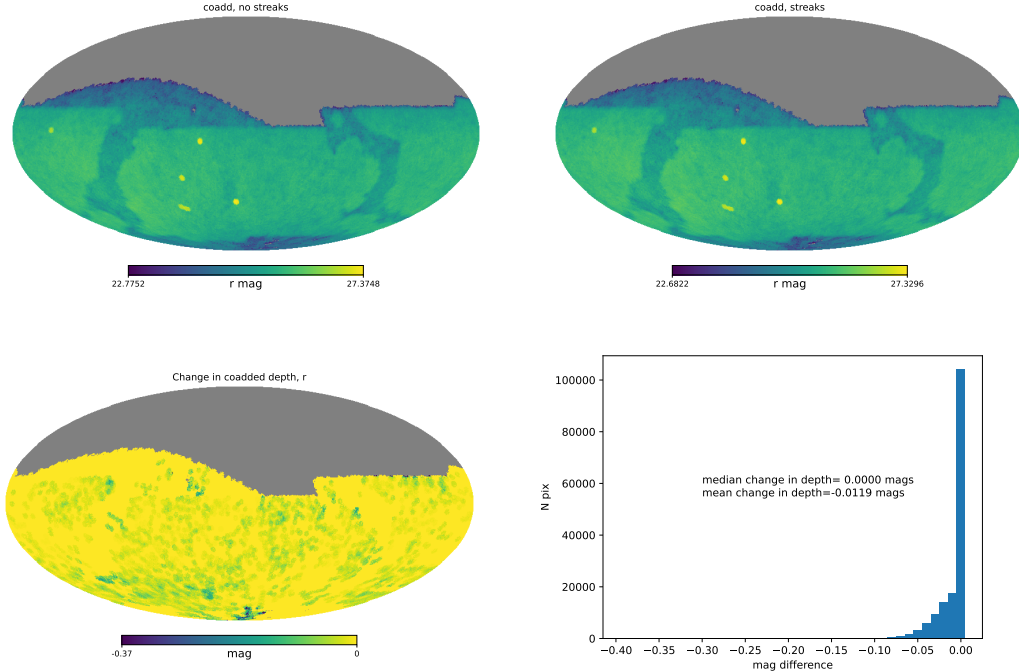 coadd, no streaks
22.7752
27.3748
r mag
coadd, streaks
22.6822
27.3296
r mag
Change in coadded depth, r
-0.37
0
mag
100000
80000
60000
40000
20000
0
N pix
median change in depth= 0.0000 mags
mean change in depth=-0.0119 mags
−0.40 −0.35 −0.30 −0.25 −0.20 −0.15 −0.10 −0.05 0.00
mag difference